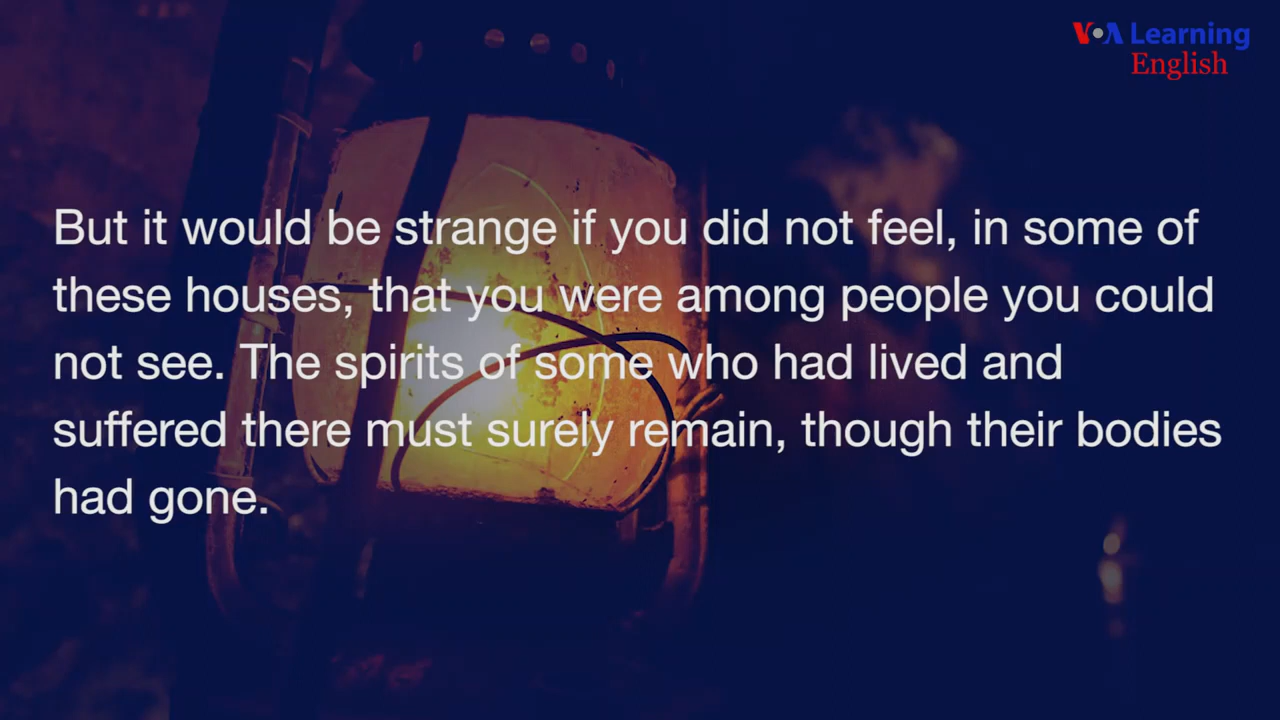 VOA Learning
English
But it would be strange if you did not feel, in some of
these houses, that you were among people you could
not see. The spirits of some who had lived and
suffered there must surely remain, though their bodies
had gone.